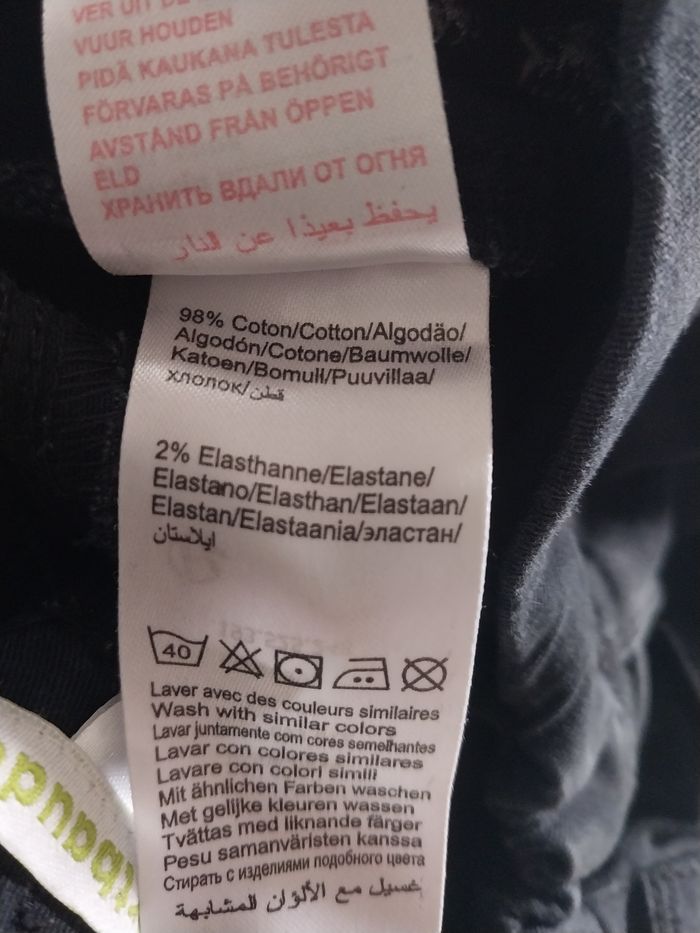 VUUR HOUDEN
PIDÄ KAUKANA TULESTA
FÖRVARAS PÅ BEHÖRIGT
AVSTÅND FRÅN ÖPPEN
ELD
ХРАНИТЬ ВДАЛИ ОТ ОГНЯ
يحفظ بعيدا عن النار
98% Coton/Cotton/Algodão/
Algodón/Cotone/Baumwolle/
Katoen/Bomull/Puuvillaa/
хлопок/قطن
2% Elasthanne/Elastane/
Elastano/Elasthan/Elastaan/
Elastan/Elastaania/эластан/
ايلاستان
40
Laver avec des couleurs similaires
Wash with similar colors
Lavar juntamente com cores semelhantes
Lavar con colores similares
Lavare con colori simili
Mit ähnlichen Farben waschen
Met gelijke kleuren wassen
Tvättas med liknande färger
Pesu samanväristen kanssa
Стирать с изделиями подобного цвета
غسيل مع الألوان المشابهة